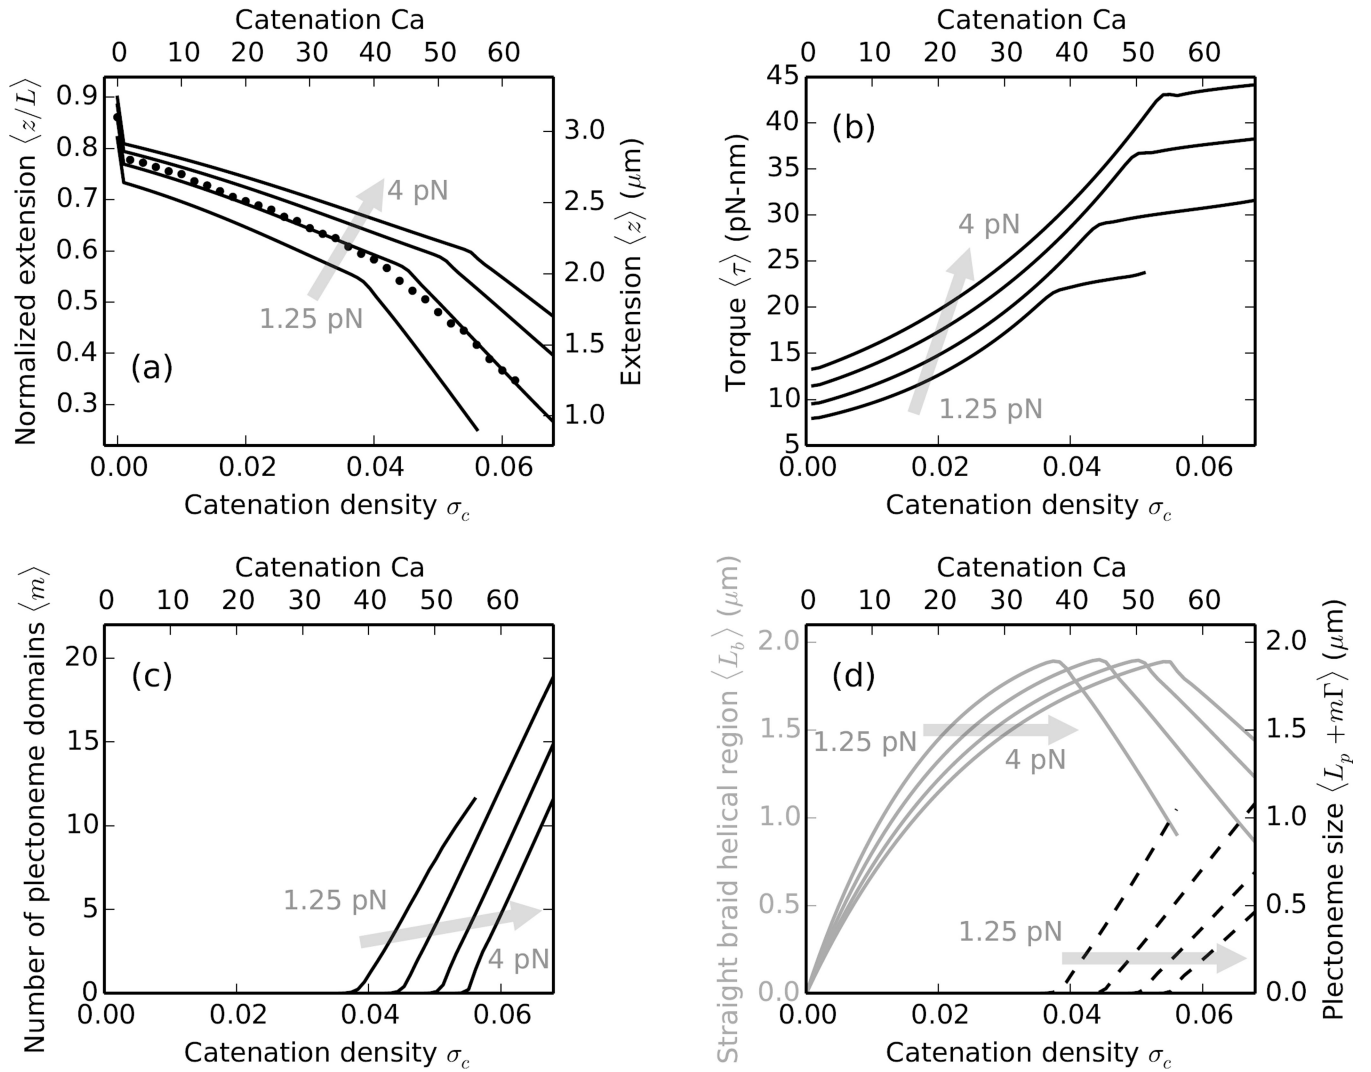 Catenation Ca
0 10 20 30 40 50 60
Normalized extension ⟨z/L⟩
0.9
0.8
0.7
0.6
0.5
0.4
0.3
3.0
2.5
2.0
1.5
1.0
Extension ⟨z⟩ (μm)
4 pN
1.25 pN
(a)
0.00 0.02 0.04 0.06
Catenation density σc
Catenation Ca
0 10 20 30 40 50 60
Torque ⟨τ⟩ (pN-nm)
45
40
35
30
25
20
15
10
5
(b)
4 pN
1.25 pN
0.00 0.02 0.04 0.06
Catenation density σc
Catenation Ca
0 10 20 30 40 50 60
Number of plectoneme domains ⟨m⟩
20
15
10
5
0
(c)
1.25 pN
4 pN
0.00 0.02 0.04 0.06
Catenation density σc
Catenation Ca
0 10 20 30 40 50 60
Straight braid helical region ⟨Lb⟩ (μm)
2.0
1.5
1.0
0.5
0.0
(d)
1.25 pN
4 pN
1.25 pN
2.0
1.5
1.0
0.5
0.0
Plectoneme size ⟨Lp +mΓ⟩ (μm)
0.00 0.02 0.04 0.06
Catenation density σc